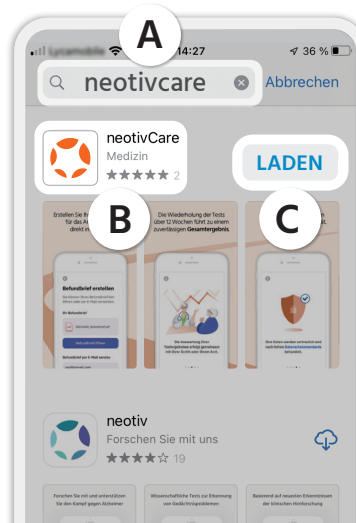 A
14:27
36 %
neotivcare
Abbrechen
neotivCare
Medizin
2
LADEN
B
C
Die Wiederholung der Tests
über 12 Wochen führt zu einem
zuverlässigen Gesamtergebnis.
Befundbrief erstellen
neotiv
Forschen Sie mit uns
19
Forschen Sie mit und unterstützen
Sie den Kampf gegen Alzheimer
Wissenschaftliche Tests zur Erkennung
von Gedächtnisproblemen
Basierend auf neuesten Erkenntnissen
der klinischen Hirnforschung